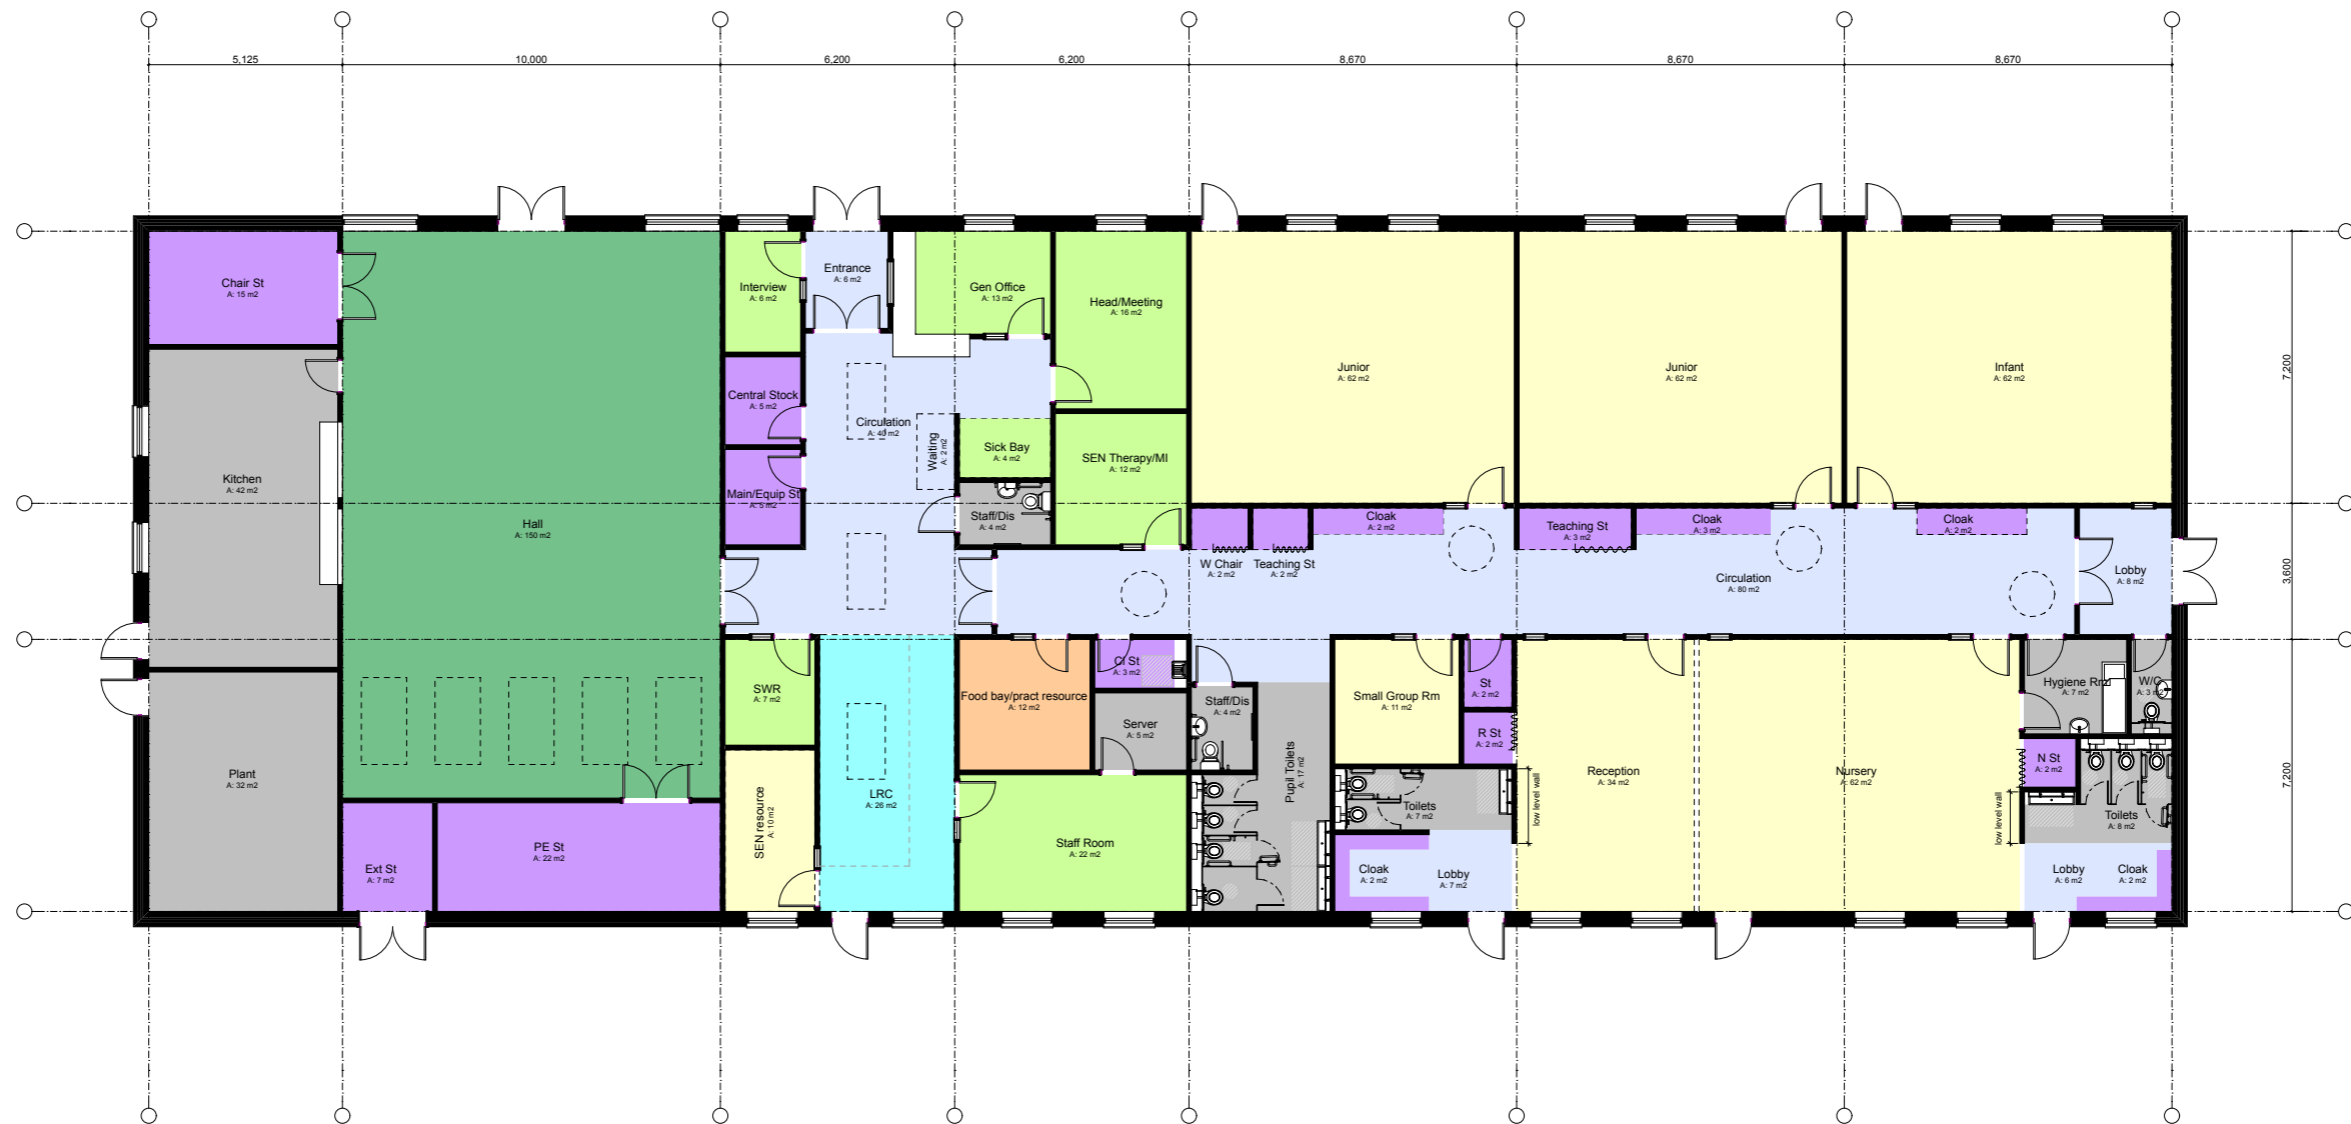 5,125
10,000
6,200
6,200
8,670
8,670
8,670
Chair St
A: 15 m2
Interview
A: 6 m2
Entrance
A: 6 m2
Gen Office
A: 13 m2
Head/Meeting
A: 16 m2
Junior
A: 62 m2
Junior
A: 62 m2
Infant
A: 62 m2
7,200
Central Stock
A: 5 m2
Circulation
A: 40 m2
Waiting
A: 2 m2
Sick Bay
A: 4 m2
SEN Therapy/MI
A: 12 m2
Kitchen
A: 42 m2
Main/Equip St
A: 5 m2
Hall
A: 150 m2
Staff/Dis
A: 4 m2
Cloak
A: 2 m2
Teaching St
A: 3 m2
Cloak
A: 3 m2
Cloak
A: 2 m2
W Chair
A: 2 m2
Teaching St
A: 2 m2
Circulation
A: 80 m2
Lobby
A: 8 m2
3,600
SWR
A: 7 m2
Food bay/pract resource
A: 12 m2
Cl St
A: 3 m2
Staff/Dis
A: 4 m2
Small Group Rm
A: 11 m2
St
A: 2 m2
Hygiene Rm
A: 7 m2
W/C
A: 3 m2
Server
A: 5 m2
R St
A: 2 m2
Plant
A: 32 m2
Pupil Toilets
A: 17 m2
Reception
A: 34 m2
Nursery
A: 62 m2
N St
A: 2 m2
7,200
LRC
A: 26 m2
SEN resource
A: 10 m2
Toilets
A: 7 m2
low level wall
low level wall
Toilets
A: 8 m2
PE St
A: 22 m2
Staff Room
A: 22 m2
Ext St
A: 7 m2
Cloak
A: 2 m2
Lobby
A: 7 m2
Lobby
A: 6 m2
Cloak
A: 2 m2